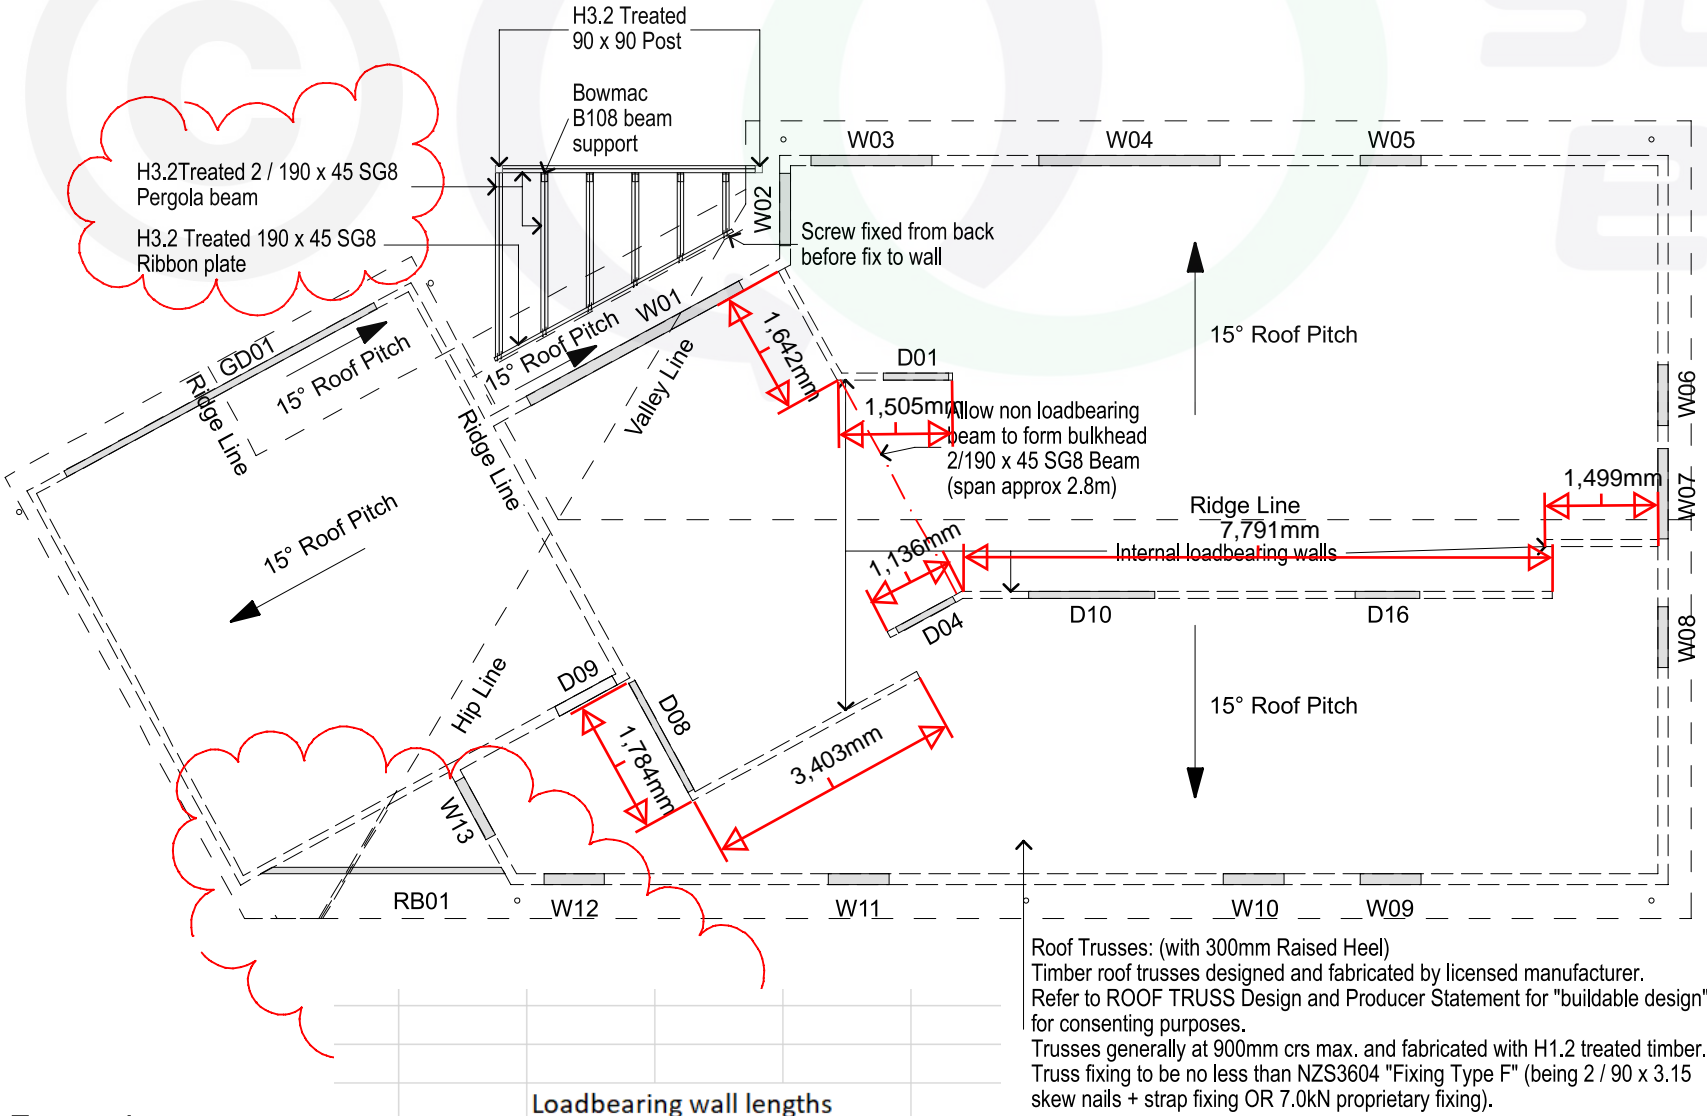 H3.2 Treated
90 x 90 Post
Bowmac
B108 beam
support
H3.2Treated 2 / 190 x 45 SG8
Pergola beam
H3.2 Treated 190 x 45 SG8
Ribbon plate
W03
W04
W05
W02
Screw fixed from back
before fix to wall
W01
GD01
15° Roof Pitch
Ridge Line
15° Roof Pitch
Ridge Line
Valley Line
1,642mm
D01
1,505mm
Allow non loadbearing
beam to form bulkhead
2/190 x 45 SG8 Beam
(span approx 2.8m)
15° Roof Pitch
W06
W07
1,499mm
Ridge Line
7,791mm
Internal loadbearing walls
15° Roof Pitch
1,136mm
D04
D10
D16
W08
D09
D08
Hip Line
1,784mm
3,403mm
15° Roof Pitch
W13
RB01
W12
W11
W10
W09
Roof Trusses: (with 300mm Raised Heel)
Timber roof trusses designed and fabricated by licensed manufacturer.
Refer to ROOF TRUSS Design and Producer Statement for "buildable design"
for consenting purposes.
Trusses generally at 900mm crs max. and fabricated with H1.2 treated timber.
Truss fixing to be no less than NZS3604 "Fixing Type F" (being 2 / 90 x 3.15
skew nails + strap fixing OR 7.0kN proprietary fixing).
Loadbearing wall lengths